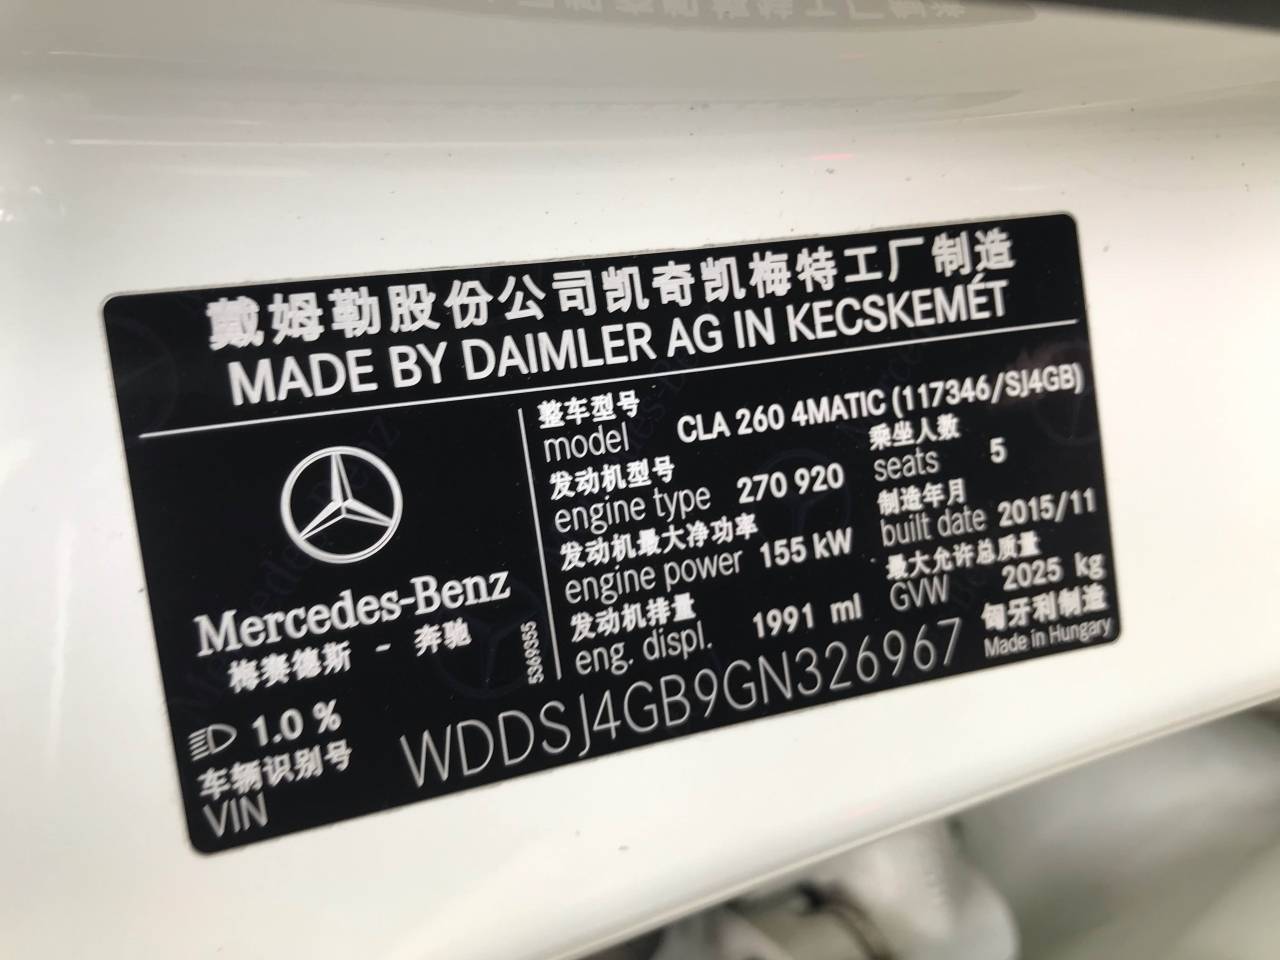 戴姆勒股份公司凯奇凯梅特工厂制造
MADE BY DAIMLER AG IN KECSKEMÉT
Mercedes-Benz
梅赛德斯 - 奔驰
5369355
1.0 %
整车型号
model CLA 260 4MATIC (117346/SJ4GB)
发动机型号 乘坐人数
engine type 270 920 seats 5
发动机最大净功率 制造年月
engine power 155 kW built date 2015/11
发动机排量 最大允许总质量
eng. displ. 1991 ml GVW 2025 kg
匈牙利制造
Made in Hungary
车辆识别号
VIN WDDSJ4GB9GN326967